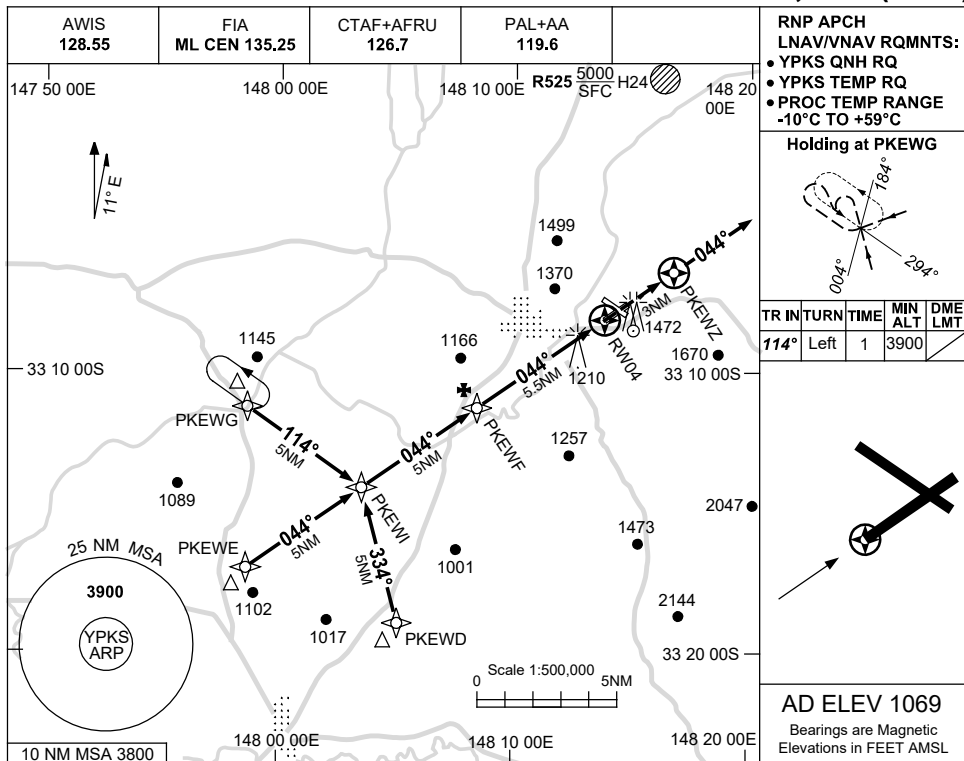 AWIS
128.55
FIA
ML CEN 135.25
CTAF+AFRU
126.7
PAL+AA
119.6
RNP APCH
LNAV/VNAV RQMNTS:
• YPKS QNH RQ
• YPKS TEMP RQ
• PROC TEMP RANGE
-10°C TO +59°C
147 50 00E
148 00 00E
148 10 00E
R525 5000 SFC H24
148 20 00E
11° E
Holding at PKEWG
184°
004°
294°
TR IN TURN TIME MIN ALT DME LMT
114° Left 1 3900
1499
1370
044°
PKEWZ
3NM
1472
RW04
1145
1166
1210
1670
33 10 00S
33 10 00S
044°
5.5NM
PKEWG
114°
5NM
044°
5NM
PKEWF
1257
1089
PKEWI
2047
PKEWE
044°
5NM
334°
5NM
1001
1473
25 NM MSA
3900
YPKS
ARP
1102
1017
PKEWD
2144
33 20 00S
Scale 1:500,000
0 5NM
10 NM MSA 3800
148 00 00E
148 10 00E
148 20 00E
AD ELEV 1069
Bearings are Magnetic
Elevations in FEET AMSL